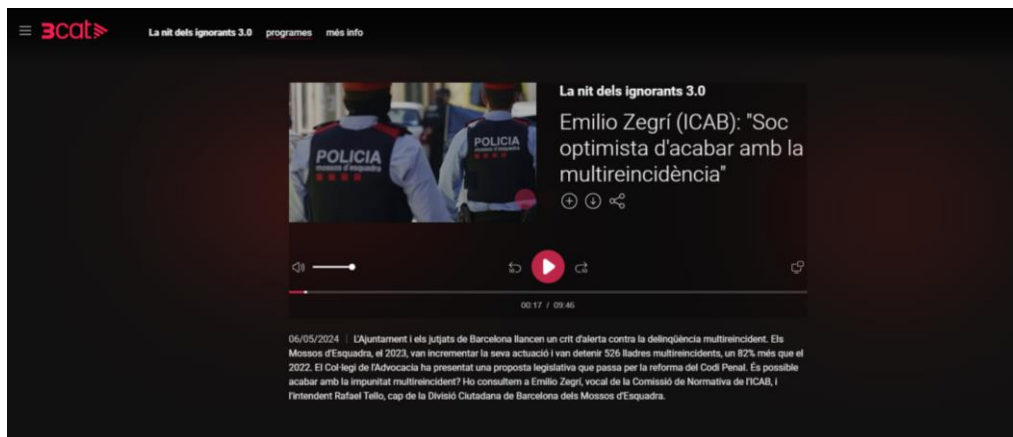 3cat
La nit dels ignorants 3.0 programes més info
POLICIA
mossos d'esquadra
POLICIA
mossos d'esquadra
La nit dels ignorants 3.0
Emilio Zegrí (ICAB): "Soc
optimista d'acabar amb la
multireincidència"
00:17 / 09:46
06/05/2024 | L'Ajuntament i els jutjats de Barcelona llancen un crit d'alerta contra la delinqüència multireincident. Els
Mossos d'Esquadra, el 2023, van incrementar la seva actuació i van detenir 526 lladres multireincidents, un 82% més que el
2022. El Col·legi de l'Advocacia ha presentat una proposta legislativa que passa per la reforma del Codi Penal. És possible
acabar amb la impunitat multireincident? Ho consultem a Emilio Zegrí, vocal de la Comissió de Normativa de l'ICAB, i
l'intendent Rafael Tello, cap de la Divisió Ciutadana de Barcelona dels Mossos d'Esquadra.